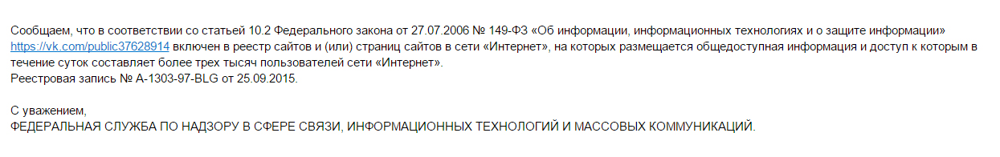 Сообщаем, что в соответствии со статьей 10.2 Федерального закона от 27.07.2006 № 149-ФЗ «Об информации, информационных технологиях и о защите информации»
https://vk.com/public37628914 включен в реестр сайтов и (или) страниц сайтов в сети «Интернет», на которых размещается общедоступная информация и доступ к которым в
течение суток составляет более трех тысяч пользователей сети «Интернет».
Реестровая запись № A-1303-97-BLG от 25.09.2015.
С уважением,
ФЕДЕРАЛЬНАЯ СЛУЖБА ПО НАДЗОРУ В СФЕРЕ СВЯЗИ, ИНФОРМАЦИОННЫХ ТЕХНОЛОГИЙ И МАССОВЫХ КОММУНИКАЦИЙ.